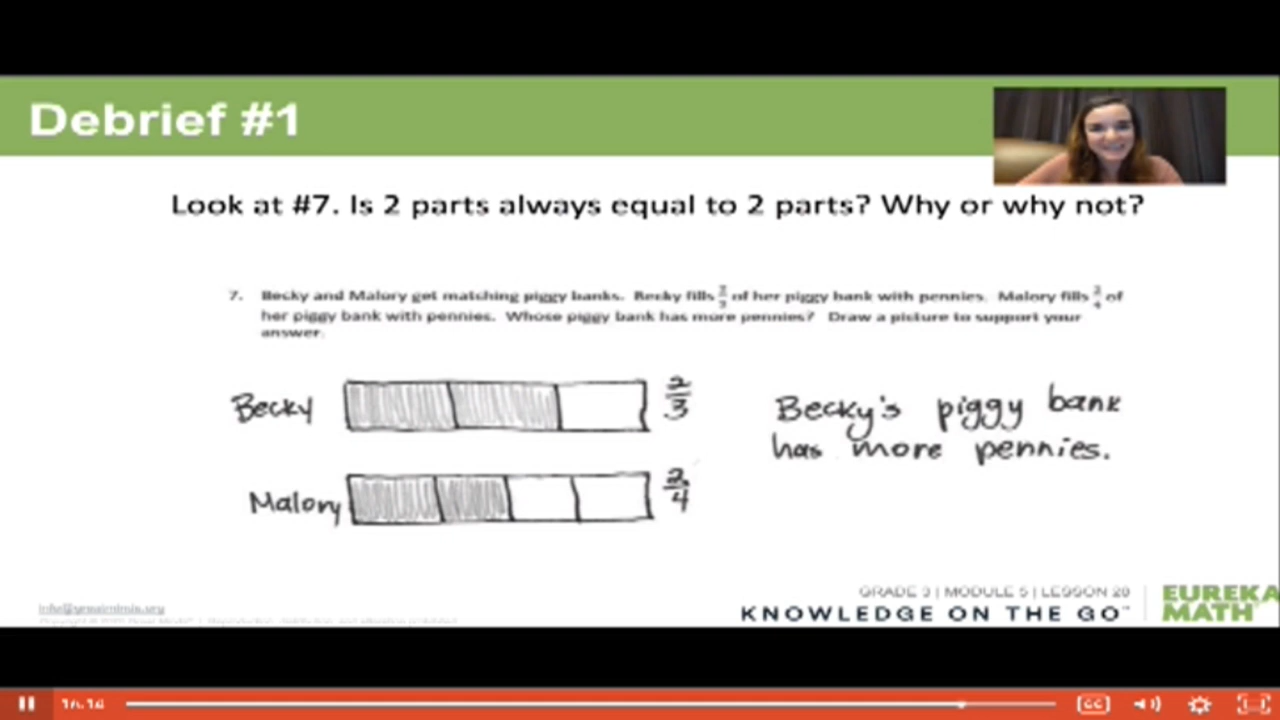 Debrief #1
Look at #7. Is 2 parts always equal to 2 parts? Why or why not?
7. Becky and Malory get matching piggy banks. Becky fills 2/3 of her piggy bank with pennies. Malory fills 2/4 of
her piggy bank with pennies. Whose piggy bank has more pennies? Draw a picture to support your
answer.
Becky 2/3
Becky's piggy bank
has more pennies.
Malory 2/4
GRADE 3 | MODULE 5 | LESSON 20
KNOWLEDGE ON THE GO™
EUREKA
MATH
16:14
CC